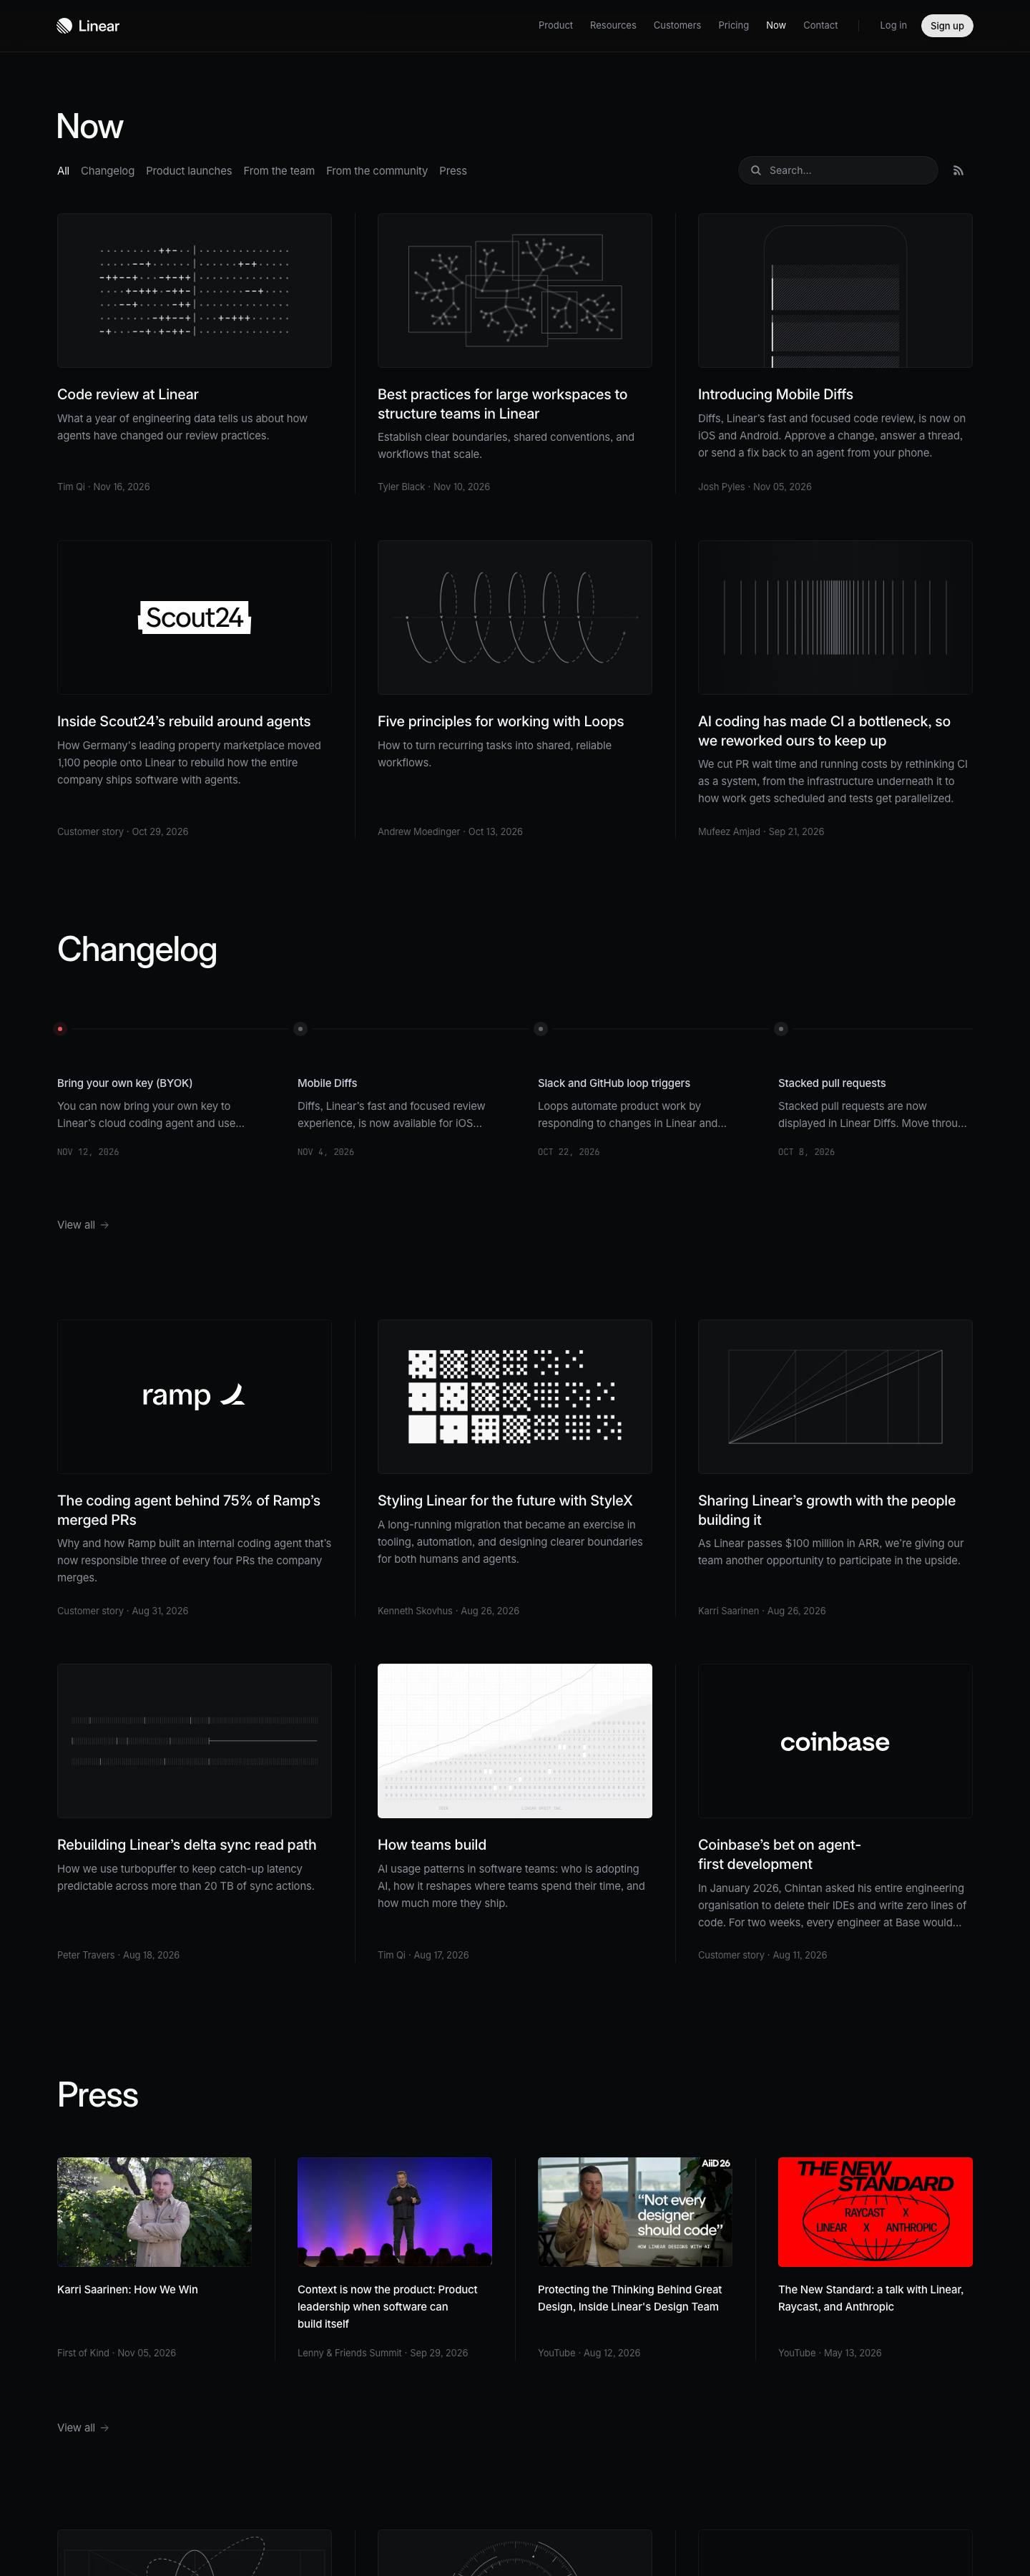 Linear
Product Resources Customers Pricing Now Contact Log in Sign up
Now
All Changelog Product launches From the team From the community Press
Search…
Code review at Linear
What a year of engineering data tells us about how
agents have changed our review practices.
Tim Qi · Nov 16, 2026
Best practices for large workspaces to
structure teams in Linear
Establish clear boundaries, shared conventions, and
workflows that scale.
Tyler Black · Nov 10, 2026
Introducing Mobile Diffs
Diffs, Linear’s fast and focused code review, is now on
iOS and Android. Approve a change, answer a thread,
or send a fix back to an agent from your phone.
Josh Pyles · Nov 05, 2026
Scout24
Inside Scout24’s rebuild around agents
How Germany's leading property marketplace moved
1,100 people onto Linear to rebuild how the entire
company ships software with agents.
Customer story · Oct 29, 2026
Five principles for working with Loops
How to turn recurring tasks into shared, reliable
workflows.
Andrew Moedinger · Oct 13, 2026
AI coding has made CI a bottleneck, so
we reworked ours to keep up
We cut PR wait time and running costs by rethinking CI
as a system, from the infrastructure underneath it to
how work gets scheduled and tests get parallelized.
Mufeez Amjad · Sep 21, 2026
Changelog
Bring your own key (BYOK)
You can now bring your own key to
Linear’s cloud coding agent and use…
NOV 12, 2026
Mobile Diffs
Diffs, Linear’s fast and focused review
experience, is now available for iOS…
NOV 4, 2026
Slack and GitHub loop triggers
Loops automate product work by
responding to changes in Linear and…
OCT 22, 2026
Stacked pull requests
Stacked pull requests are now
displayed in Linear Diffs. Move throu…
OCT 8, 2026
View all →
ramp
The coding agent behind 75% of Ramp’s
merged PRs
Why and how Ramp built an internal coding agent that’s
now responsible three of every four PRs the company
merges.
Customer story · Aug 31, 2026
Styling Linear for the future with StyleX
A long-running migration that became an exercise in
tooling, automation, and designing clearer boundaries
for both humans and agents.
Kenneth Skovhus · Aug 26, 2026
Sharing Linear’s growth with the people
building it
As Linear passes $100 million in ARR, we’re giving our
team another opportunity to participate in the upside.
Karri Saarinen · Aug 26, 2026
Rebuilding Linear’s delta sync read path
How we use turbopuffer to keep catch-up latency
predictable across more than 20 TB of sync actions.
Peter Travers · Aug 18, 2026
How teams build
AI usage patterns in software teams: who is adopting
AI, how it reshapes where teams spend their time, and
how much more they ship.
Tim Qi · Aug 17, 2026
coinbase
Coinbase’s bet on agent-
first development
In January 2026, Chintan asked his entire engineering
organisation to delete their IDEs and write zero lines of
code. For two weeks, every engineer at Base would…
Customer story · Aug 11, 2026
Press
Karri Saarinen: How We Win
First of Kind · Nov 05, 2026
Context is now the product: Product
leadership when software can
build itself
Lenny & Friends Summit · Sep 29, 2026
AiiD 26
“Not every
designer
should code”
HOW LINEAR DESIGNS WITH AI
Protecting the Thinking Behind Great
Design, Inside Linear's Design Team
YouTube · Aug 12, 2026
THE NEW
STANDARD
RAYCAST X
LINEAR X ANTHROPIC
The New Standard: a talk with Linear,
Raycast, and Anthropic
YouTube · May 13, 2026
View all →